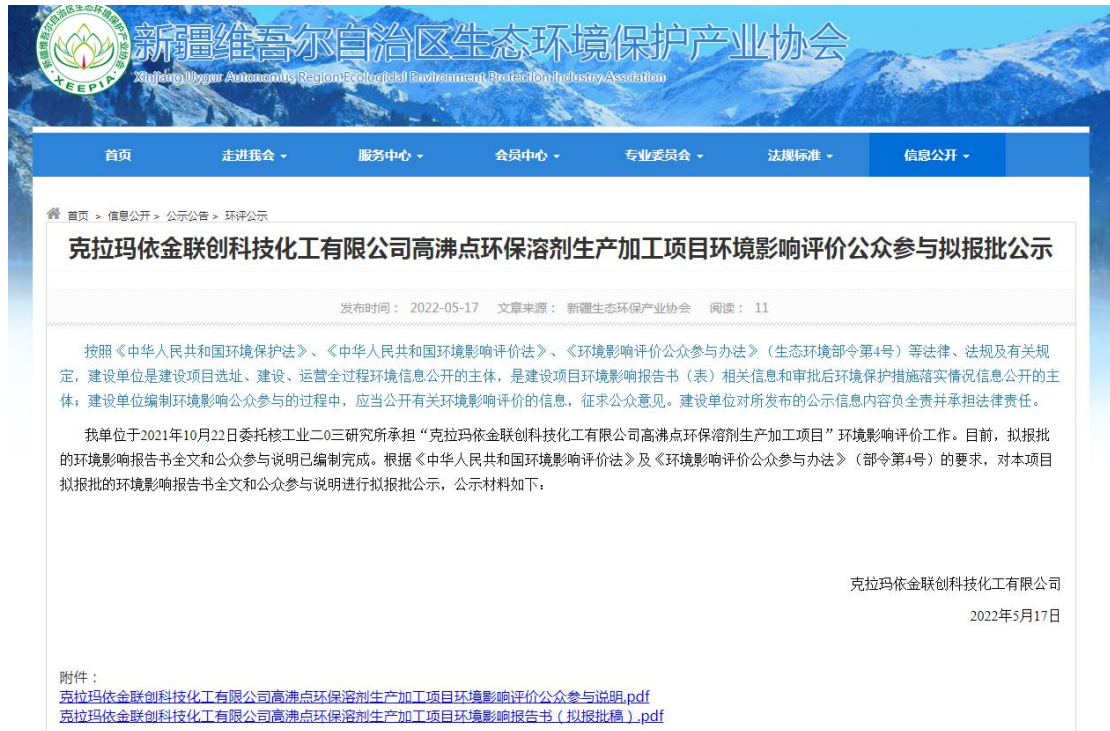 新疆维吾尔自治区生态环境保护产业协会
XEEPIA
新疆维吾尔自治区生态环境保护产业协会
Xinjiang Uygur Autonomus Region Ecological Environment Protection Industry Assciation
首页 走进我会 服务中心 会员中心 专业委员会 法规标准 信息公开
首页 > 信息公开 > 公示公告 > 环评公示
克拉玛依金联创科技化工有限公司高沸点环保溶剂生产加工项目环境影响评价公众参与拟报批公示
发布时间： 2022-05-17 文章来源： 新疆生态环保产业协会 阅读： 11
按照《中华人民共和国环境保护法》、《中华人民共和国环境影响评价法》、《环境影响评价公众参与办法》（生态环境部令第4号）等法律、法规及有关规
定，建设单位是建设项目选址、建设、运营全过程环境信息公开的主体，是建设项目环境影响报告书（表）相关信息和审批后环境保护措施落实情况信息公开的主
体；建设单位编制环境影响公众参与的过程中，应当公开有关环境影响评价的信息，征求公众意见。建设单位对所发布的公示信息内容负全责并承担法律责任。
我单位于2021年10月22日委托核工业二0三研究所承担“克拉玛依金联创科技化工有限公司高沸点环保溶剂生产加工项目”环境影响评价工作。目前，拟报批
的环境影响报告书全文和公众参与说明已编制完成。根据《中华人民共和国环境影响评价法》及《环境影响评价公众参与办法》（部令第4号）的要求，对本项目
拟报批的环境影响报告书全文和公众参与说明进行拟报批公示，公示材料如下：
克拉玛依金联创科技化工有限公司
2022年5月17日
附件：
克拉玛依金联创科技化工有限公司高沸点环保溶剂生产加工项目环境影响评价公众参与说明.pdf
克拉玛依金联创科技化工有限公司高沸点环保溶剂生产加工项目环境影响报告书（拟报批稿）.pdf